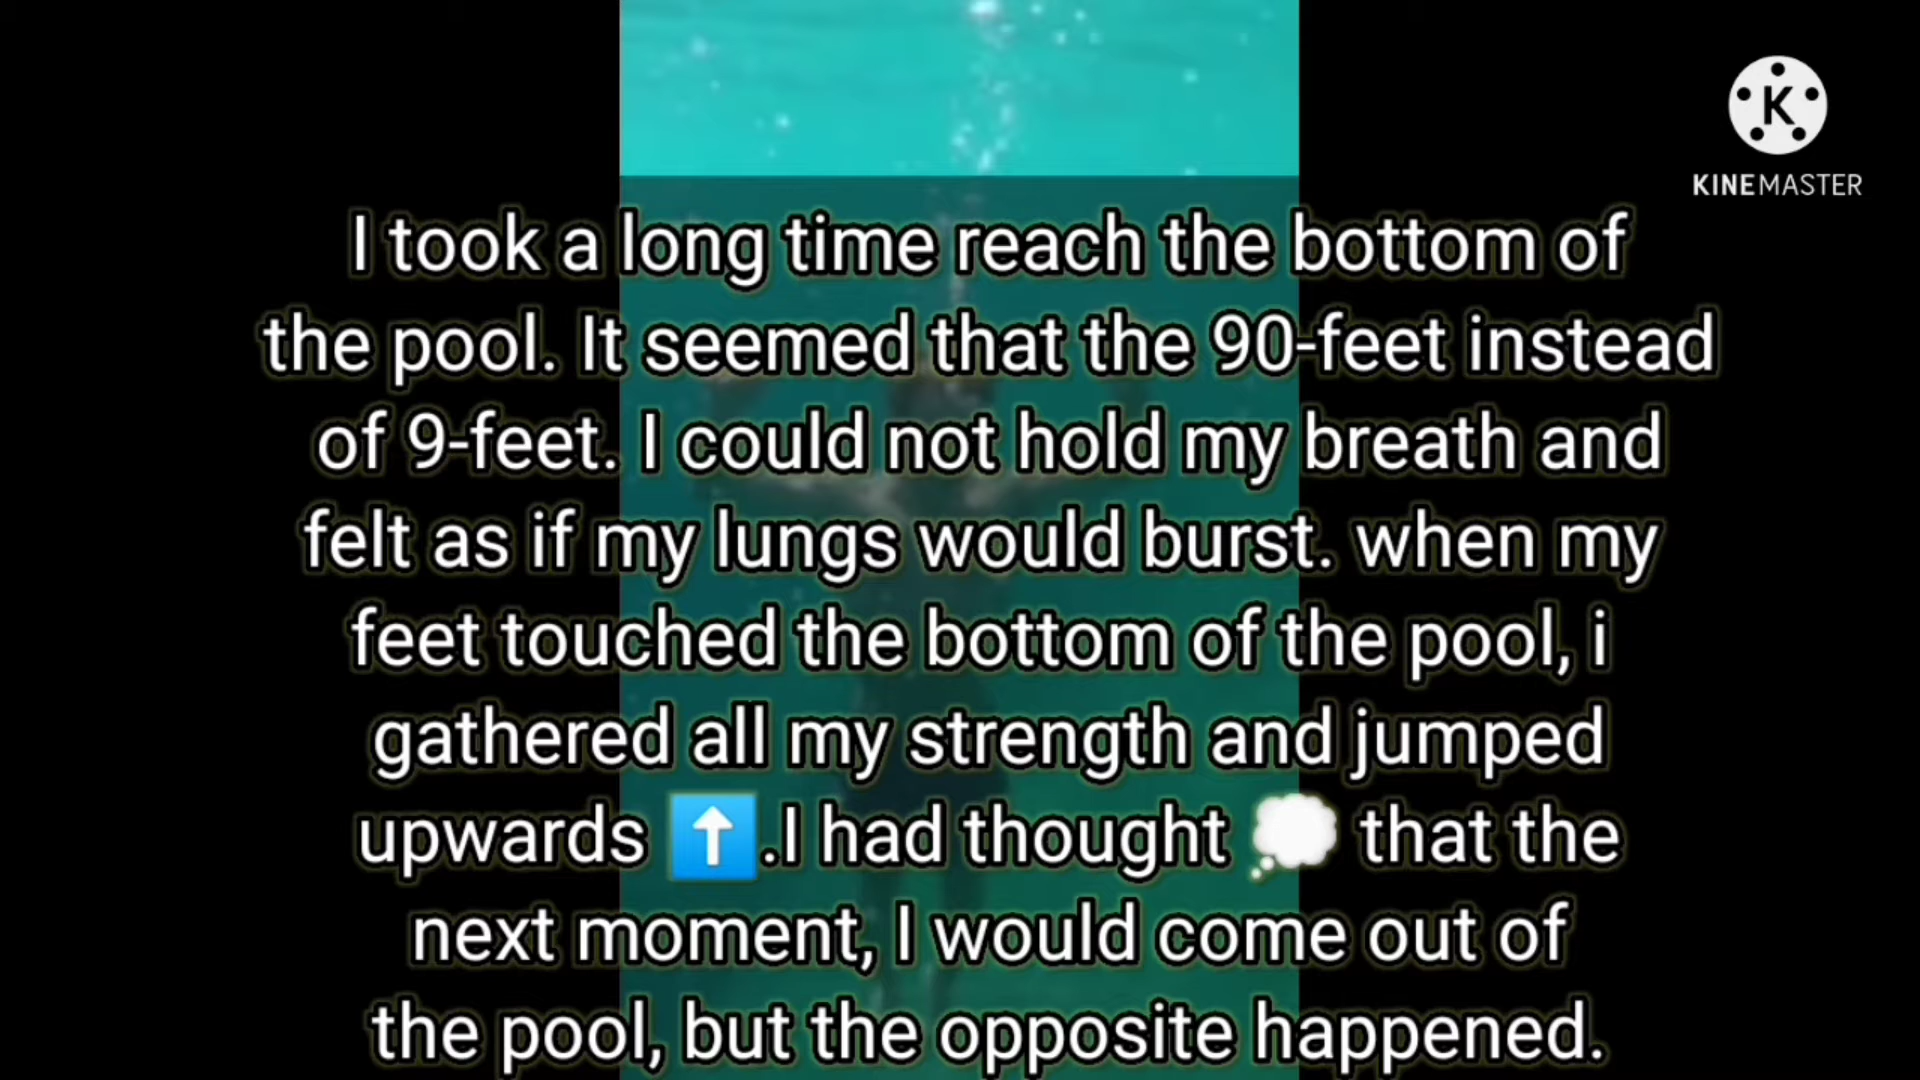 K
KINEMASTER
I took a long time reach the bottom of
the pool. It seemed that the 90-feet instead
of 9-feet. I could not hold my breath and
felt as if my lungs would burst. when my
feet touched the bottom of the pool, i
gathered all my strength and jumped
upwards ⬆️.I had thought 💭 that the
next moment, I would come out of
the pool, but the opposite happened.